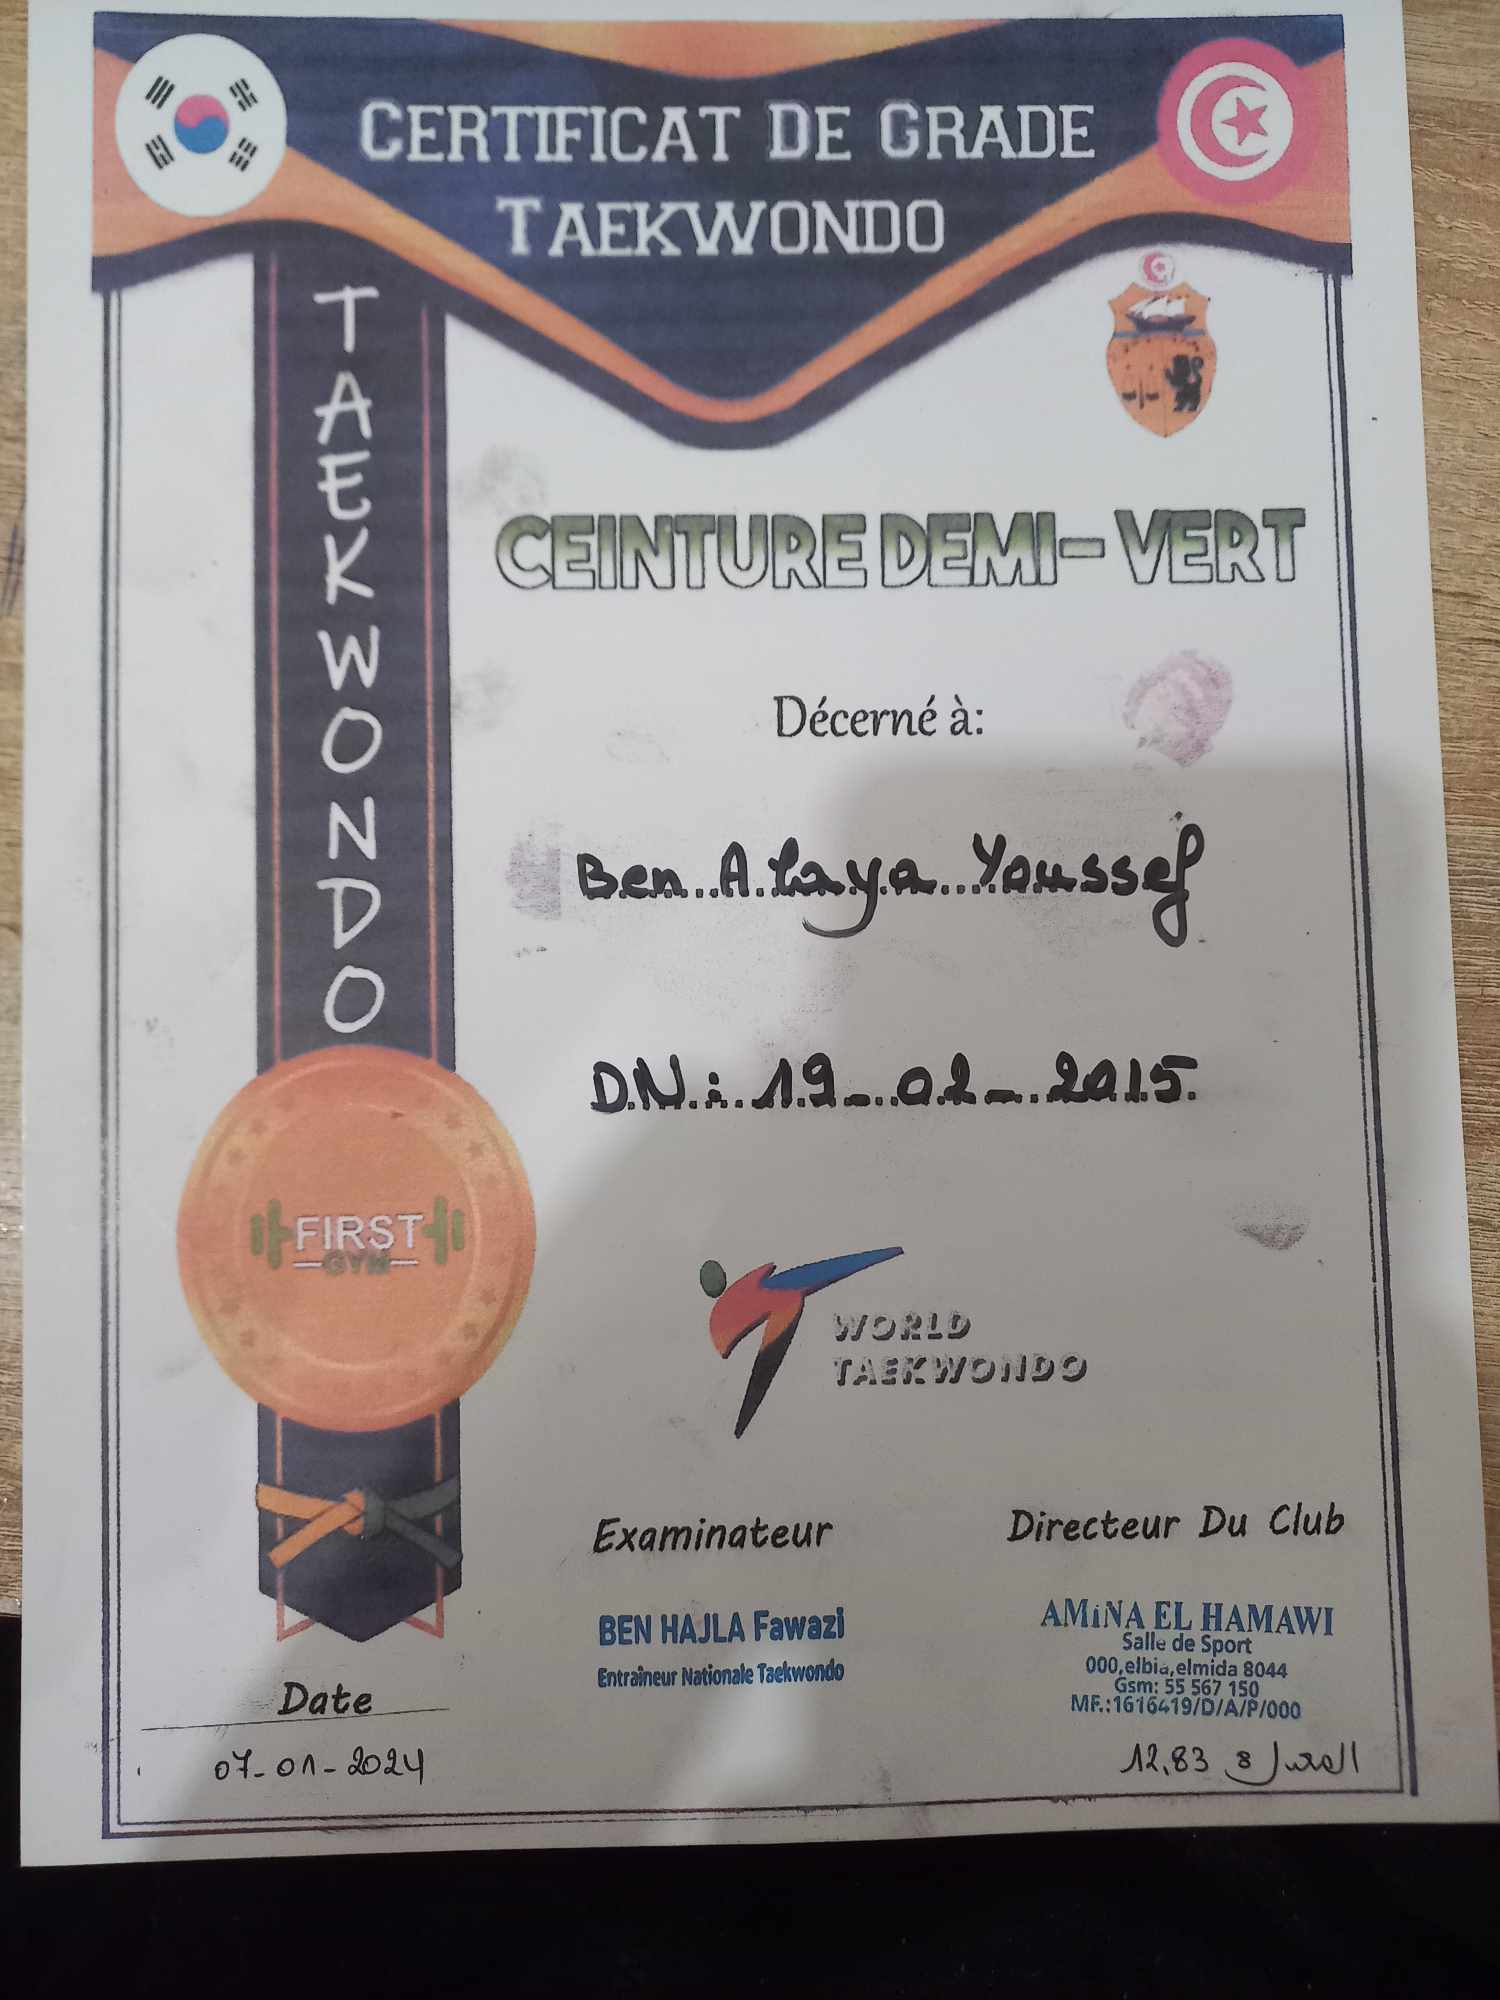 CERTIFICAT DE GRADE
TAEKWONDO
TAEKWONDO
CEINTURE DEMI-VERT
Décerné à:
Ben Alaya Youssef
DN: 19-02-2015
FIRST
GYM
WORLD
TAEKWONDO
Examinateur
BEN HAJLA Fawazi
Entraîneur Nationale Taekwondo
Directeur Du Club
AMiNA EL HAMAWI
Salle de Sport
000,elbia,elmida 8044
Gsm: 55 567 150
MF.:1616419/D/A/P/000
Date
07-01-2024
المعدل 12,83